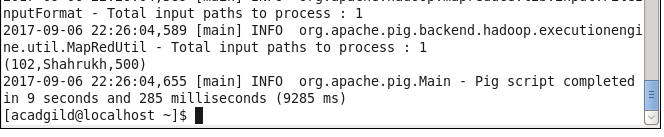 nputFormat - Total input paths to process : 1
2017-09-06 22:26:04,589 [main] INFO  org.apache.pig.backend.hadoop.executionengi
ne.util.MapRedUtil - Total input paths to process : 1
(102,Shahrukh,500)
2017-09-06 22:26:04,655 [main] INFO  org.apache.pig.Main - Pig script completed
in 9 seconds and 285 milliseconds (9285 ms)
[acadgild@localhost ~]$